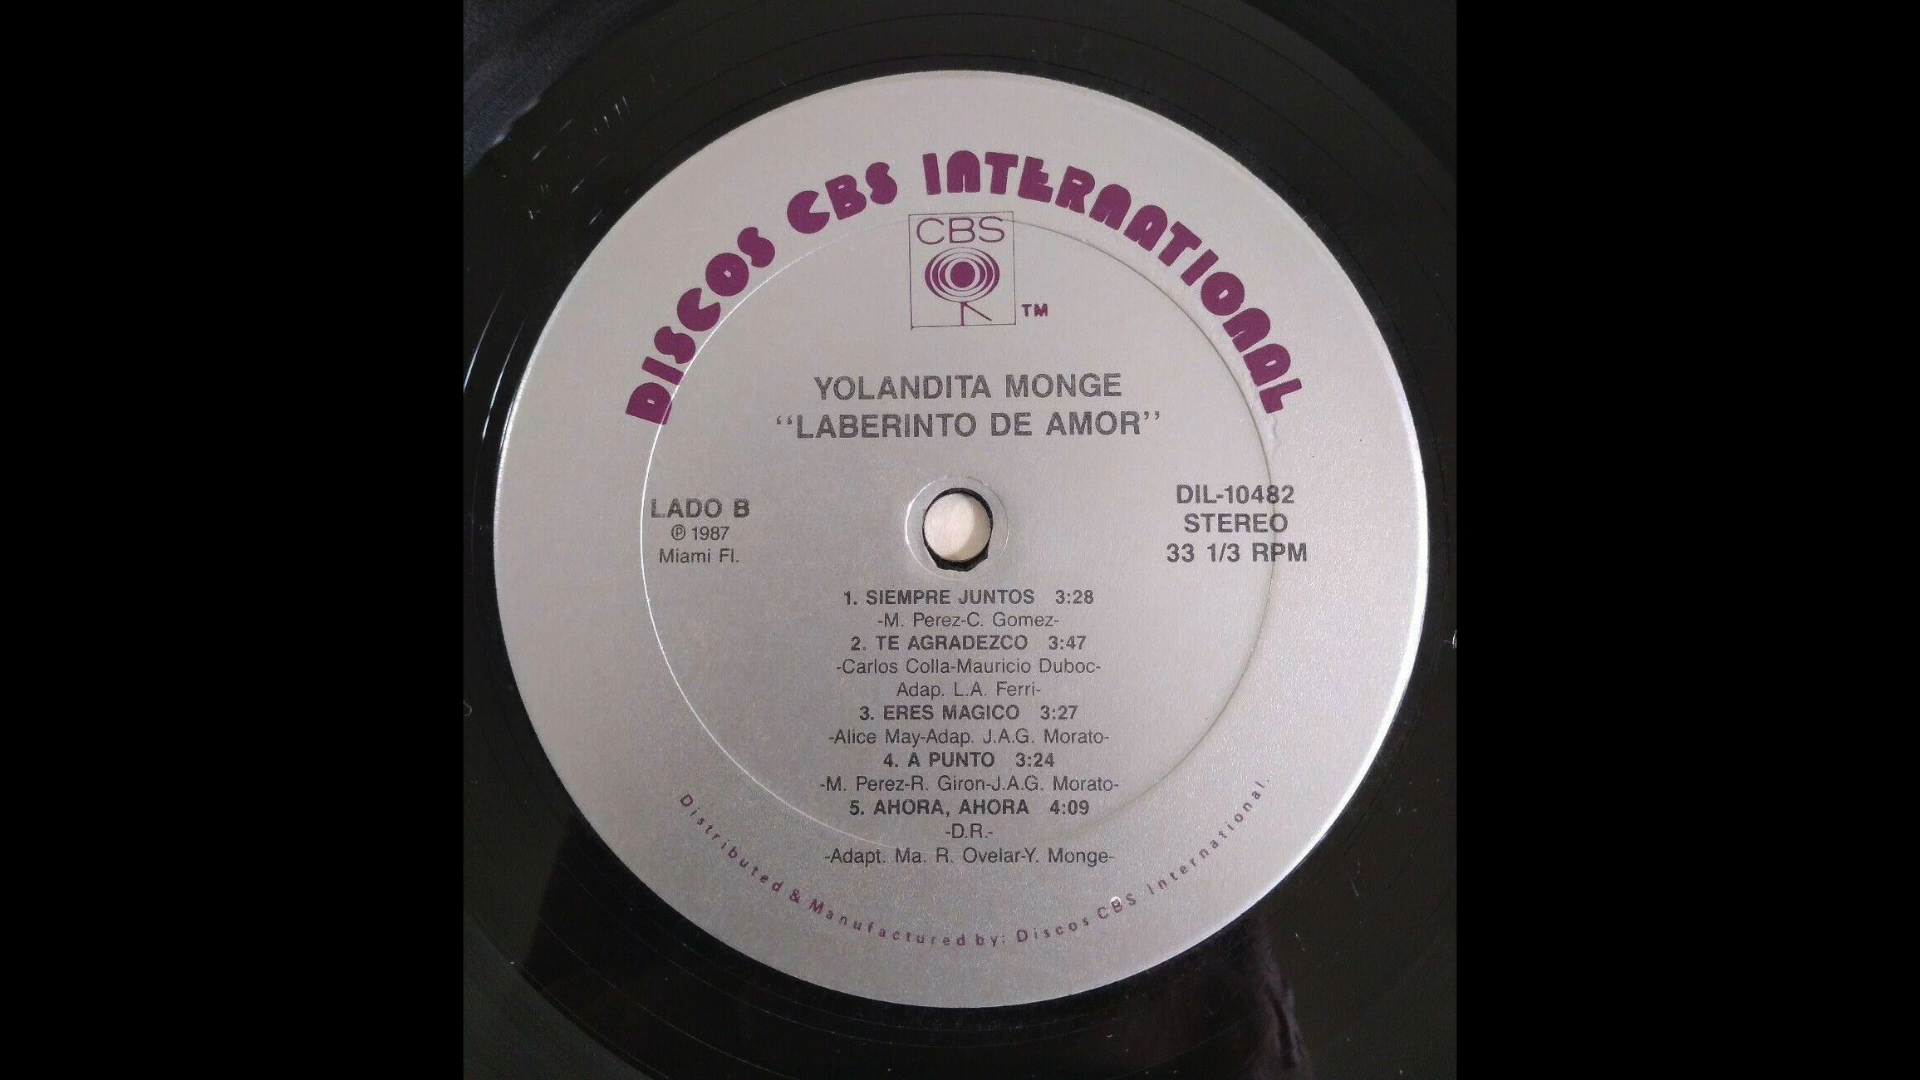 DISCOS CBS INTERNATIONAL
CBS
TM
YOLANDITA MONGE
‘‘LABERINTO DE AMOR’’
LADO B
℗ 1987
Miami Fl.
DIL-10482
STEREO
33 1/3 RPM
1. SIEMPRE JUNTOS 3:28
-M. Perez-C. Gomez-
2. TE AGRADEZCO 3:47
-Carlos Colla-Mauricio Duboc-
Adap. L.A. Ferri-
3. ERES MAGICO 3:27
-Alice May-Adap. J.A.G. Morato-
4. A PUNTO 3:24
-M. Perez-R. Giron-J.A.G. Morato-
5. AHORA, AHORA 4:09
-D.R.-
-Adapt. Ma. R. Ovelar-Y. Monge-
Distributed & Manufactured by: Discos CBS International.